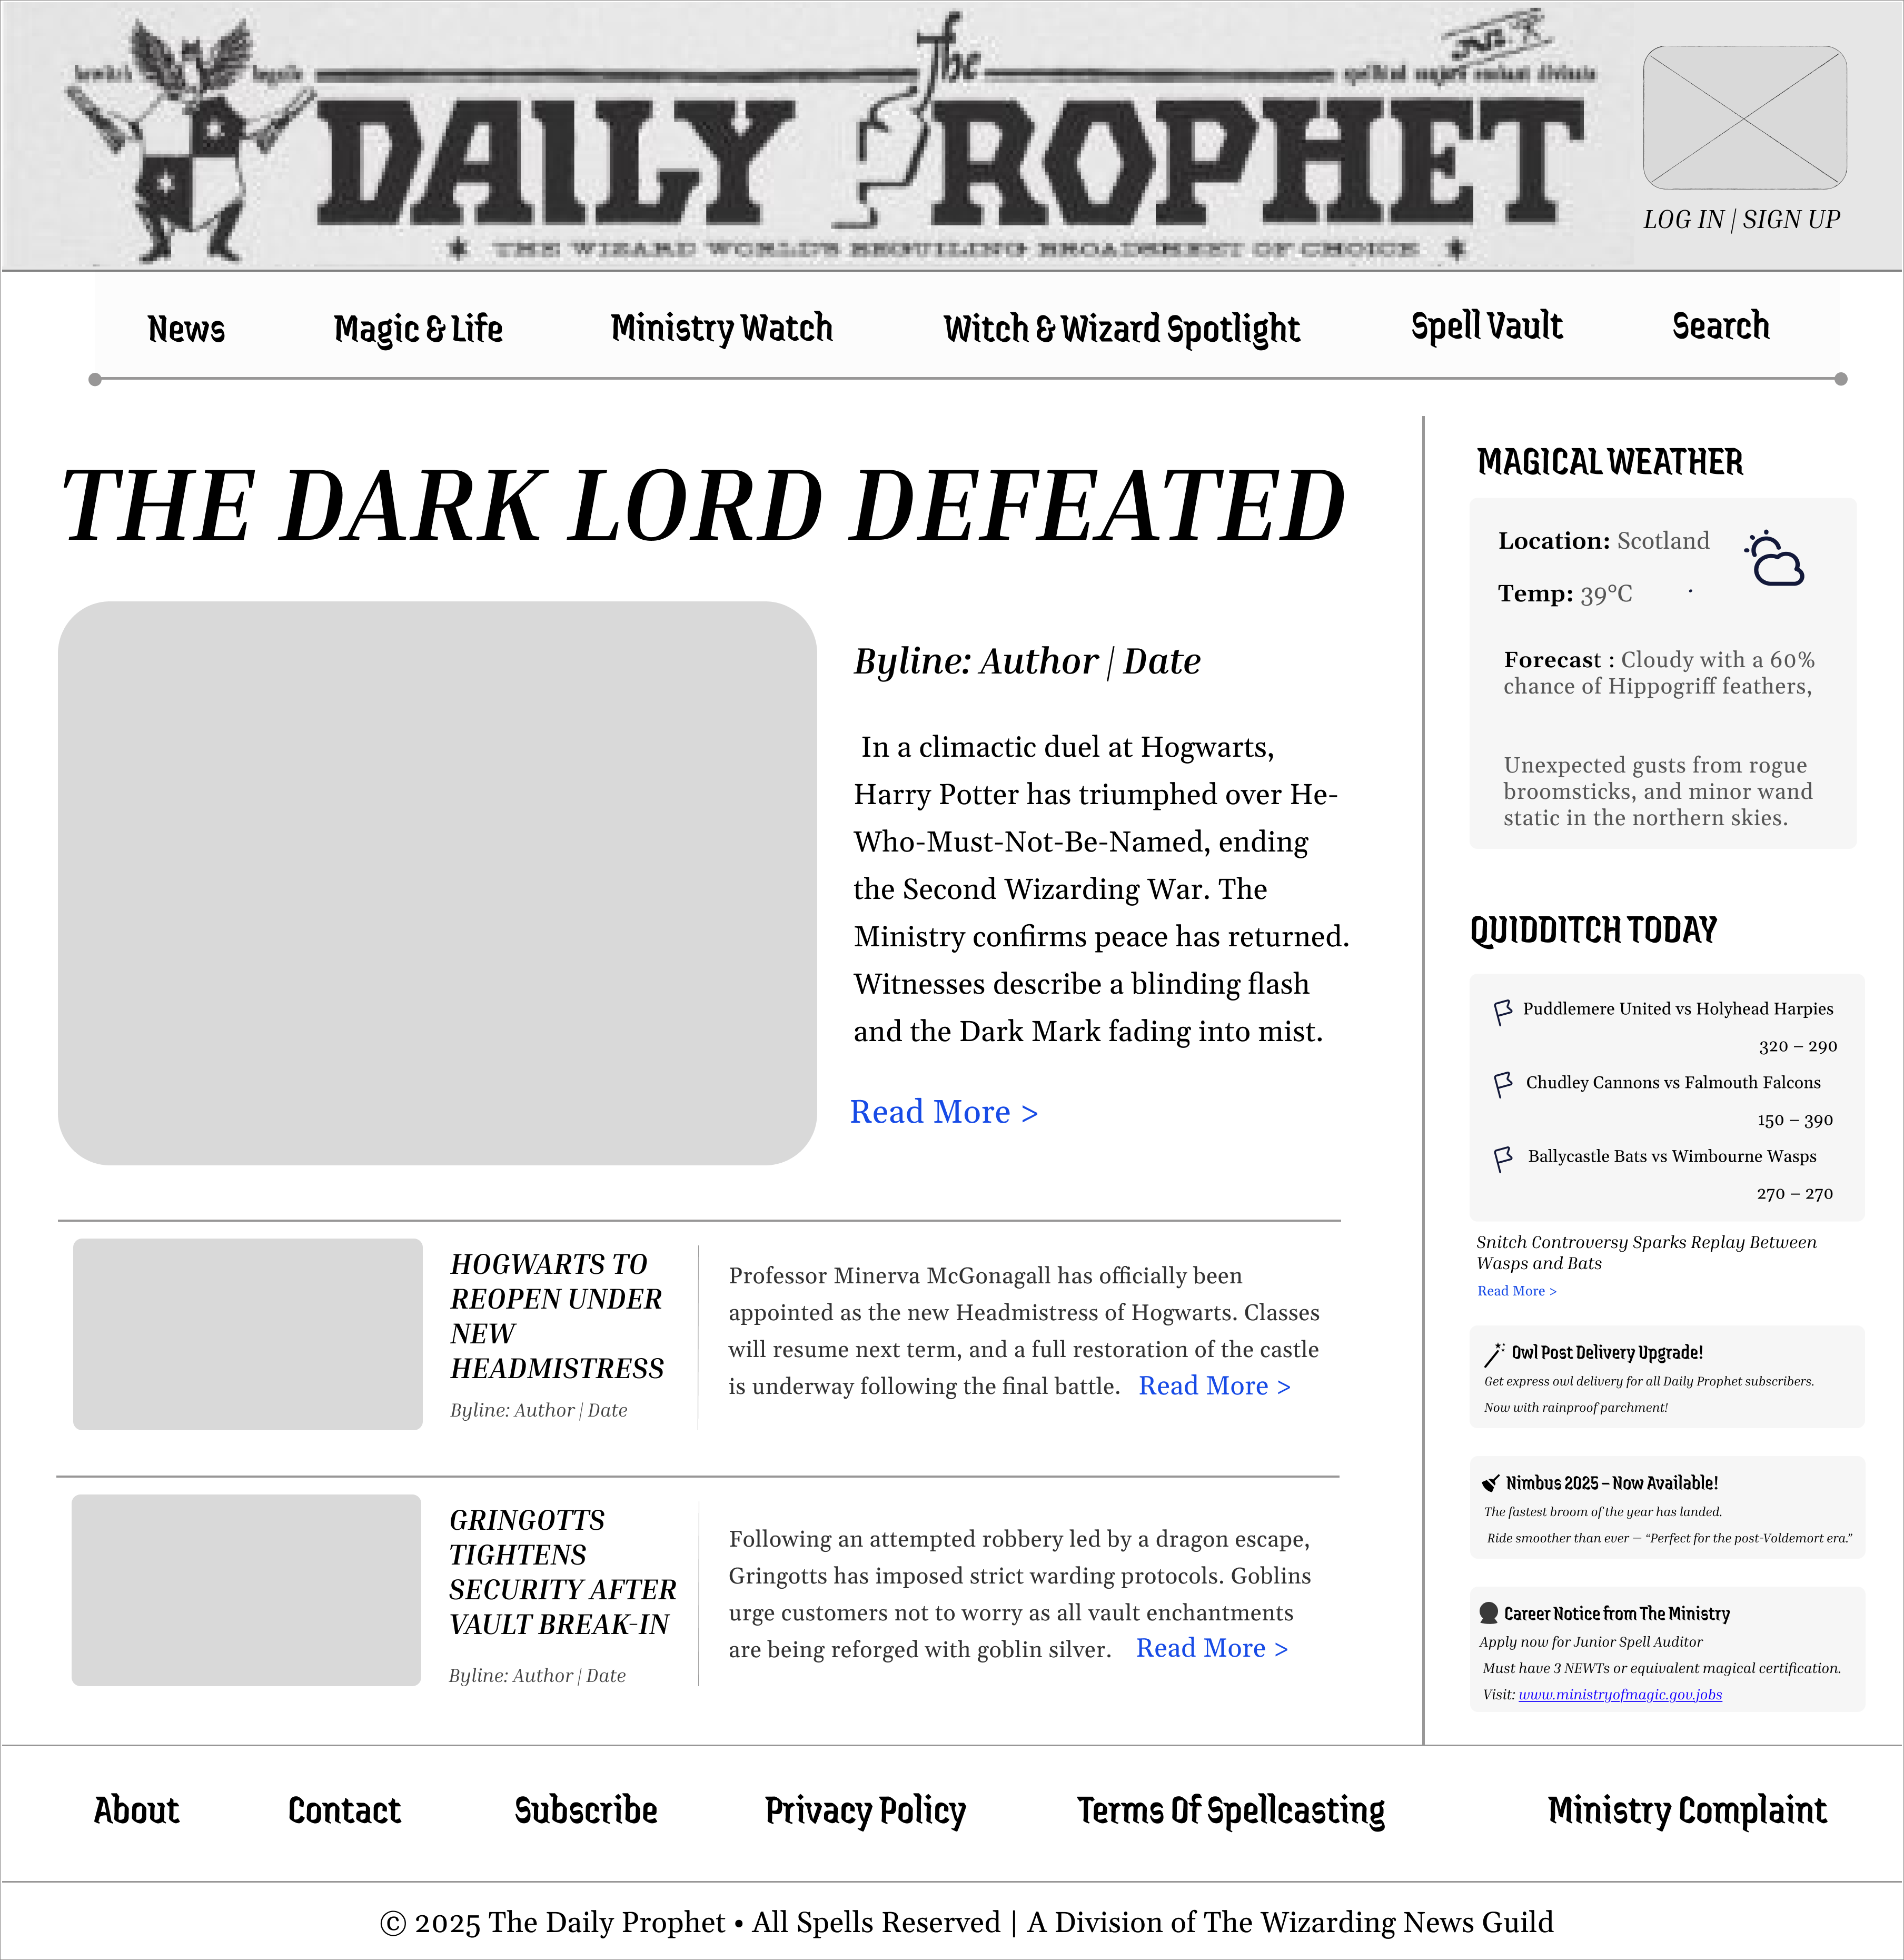 bewitch
beguile
The
DAILY PROPHET
THE WIZARD WORLD'S BEGUILING BROADSHEET OF CHOICE
LOG IN | SIGN UP
News
Magic & Life
Ministry Watch
Witch & Wizard Spotlight
Spell Vault
Search
THE DARK LORD DEFEATED
Byline: Author | Date
In a climactic duel at Hogwarts,
Harry Potter has triumphed over He-
Who-Must-Not-Be-Named, ending
the Second Wizarding War. The
Ministry confirms peace has returned.
Witnesses describe a blinding flash
and the Dark Mark fading into mist.
Read More >
HOGWARTS TO
REOPEN UNDER
NEW
HEADMISTRESS
Byline: Author | Date
Professor Minerva McGonagall has officially been
appointed as the new Headmistress of Hogwarts. Classes
will resume next term, and a full restoration of the castle
is underway following the final battle. Read More >
GRINGOTTS
TIGHTENS
SECURITY AFTER
VAULT BREAK-IN
Byline: Author | Date
Following an attempted robbery led by a dragon escape,
Gringotts has imposed strict warding protocols. Goblins
urge customers not to worry as all vault enchantments
are being reforged with goblin silver. Read More >
MAGICAL WEATHER
Location: Scotland
Temp: 39°C .
Forecast : Cloudy with a 60%
chance of Hippogriff feathers,
Unexpected gusts from rogue
broomsticks, and minor wand
static in the northern skies.
QUIDDITCH TODAY
Puddlemere United vs Holyhead Harpies
320 – 290
Chudley Cannons vs Falmouth Falcons
150 – 390
Ballycastle Bats vs Wimbourne Wasps
270 – 270
Snitch Controversy Sparks Replay Between
Wasps and Bats
Read More >
Owl Post Delivery Upgrade!
Get express owl delivery for all Daily Prophet subscribers.
Now with rainproof parchment!
Nimbus 2025 – Now Available!
The fastest broom of the year has landed.
Ride smoother than ever — “Perfect for the post-Voldemort era.”
Career Notice from The Ministry
Apply now for Junior Spell Auditor
Must have 3 NEWTs or equivalent magical certification.
Visit: www.ministryofmagic.gov.jobs
About
Contact
Subscribe
Privacy Policy
Terms Of Spellcasting
Ministry Complaint
© 2025 The Daily Prophet • All Spells Reserved | A Division of The Wizarding News Guild